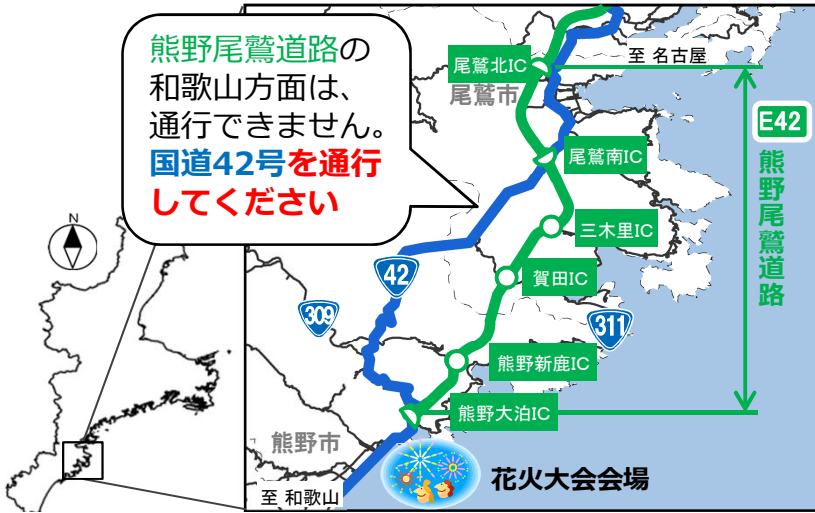 熊野尾鷲道路の
和歌山方面は、
通行できません。
国道42号を通行
してください
尾鷲北IC
至 名古屋
尾鷲市
E42
熊野尾鷲道路
尾鷲南IC
三木里IC
N
42
賀田IC
309
311
熊野新鹿IC
熊野大泊IC
熊野市
花火大会会場
至 和歌山